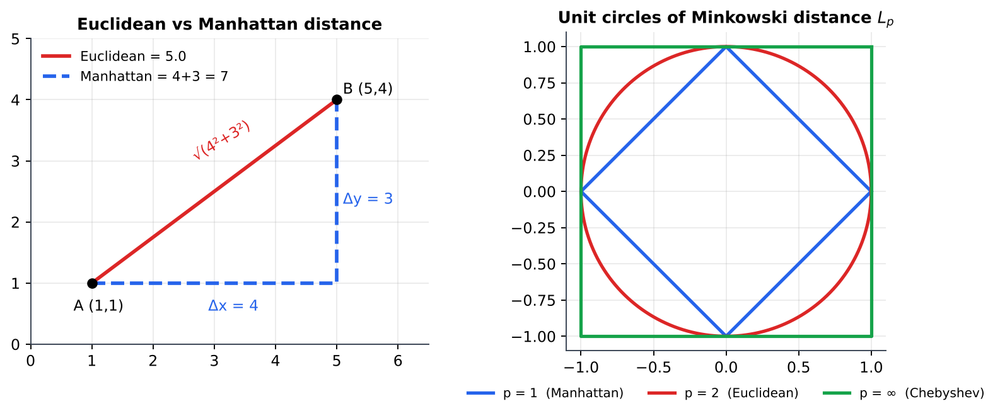 Euclidean vs Manhattan distance
Euclidean = 5.0
Manhattan = 4+3 = 7
5
4
3
2
1
0
0 1 2 3 4 5 6
B (5,4)
√(4²+3²)
Δy = 3
A (1,1)
Δx = 4
Unit circles of Minkowski distance Lₚ
1.00
0.75
0.50
0.25
0.00
−0.25
−0.50
−0.75
−1.00
−1.0 −0.5 0.0 0.5 1.0
p = 1 (Manhattan) p = 2 (Euclidean) p = ∞ (Chebyshev)